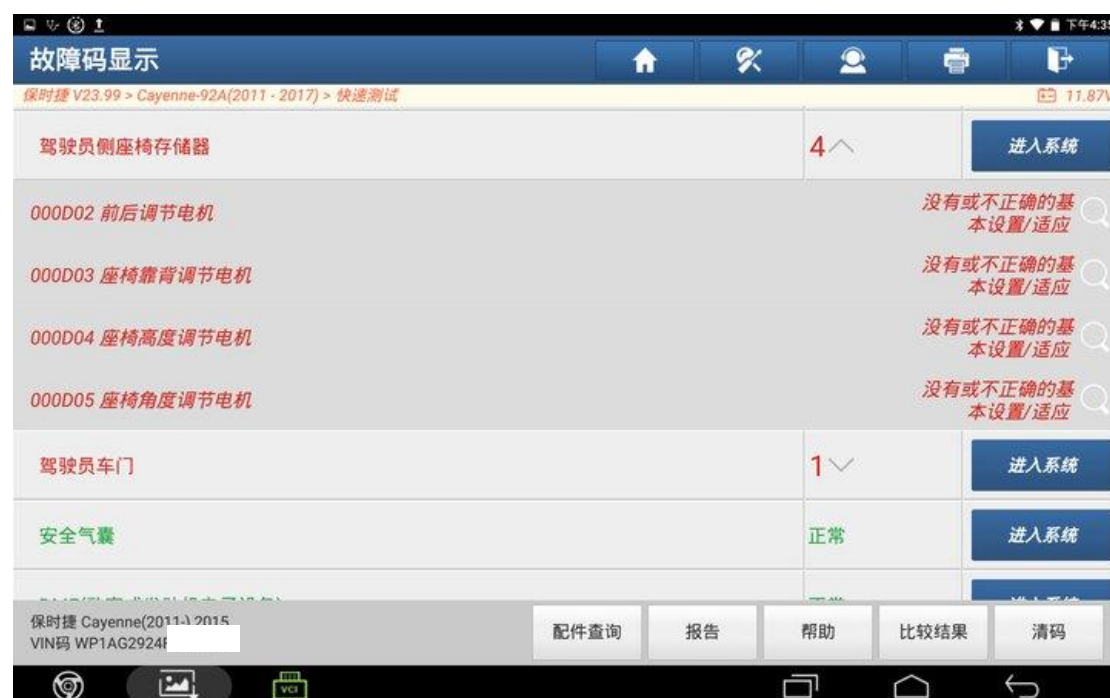 下午4:35
故障码显示
保时捷 V23.99 > Cayenne-92A(2011 - 2017) > 快速测试
11.87V
驾驶员侧座椅存储器
4
进入系统
000D02 前后调节电机
没有或不正确的基
本设置/适应
000D03 座椅靠背调节电机
没有或不正确的基
本设置/适应
000D04 座椅高度调节电机
没有或不正确的基
本设置/适应
000D05 座椅角度调节电机
没有或不正确的基
本设置/适应
驾驶员车门
1
进入系统
安全气囊
正常
进入系统
保时捷 Cayenne(2011-) 2015
VIN码 WP1AG2924F
配件查询
报告
帮助
比较结果
清码
VCI